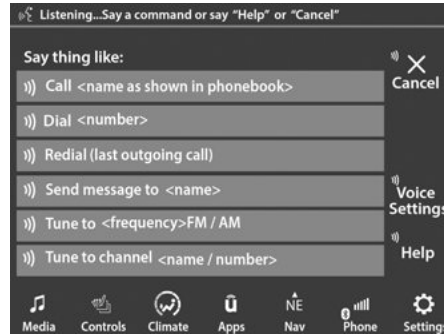 Listening...Say a command or say "Help" or "Cancel"
Say thing like:
Cancel
Call <name as shown in phonebook>
Dial <number>
Redial (last outgoing call)
Send message to <name>
Voice
Settings
Tune to <frequency>FM / AM
Help
Tune to channel <name / number>
û
NE
Media
Controls
Climate
Apps
Nav
Phone
Setting